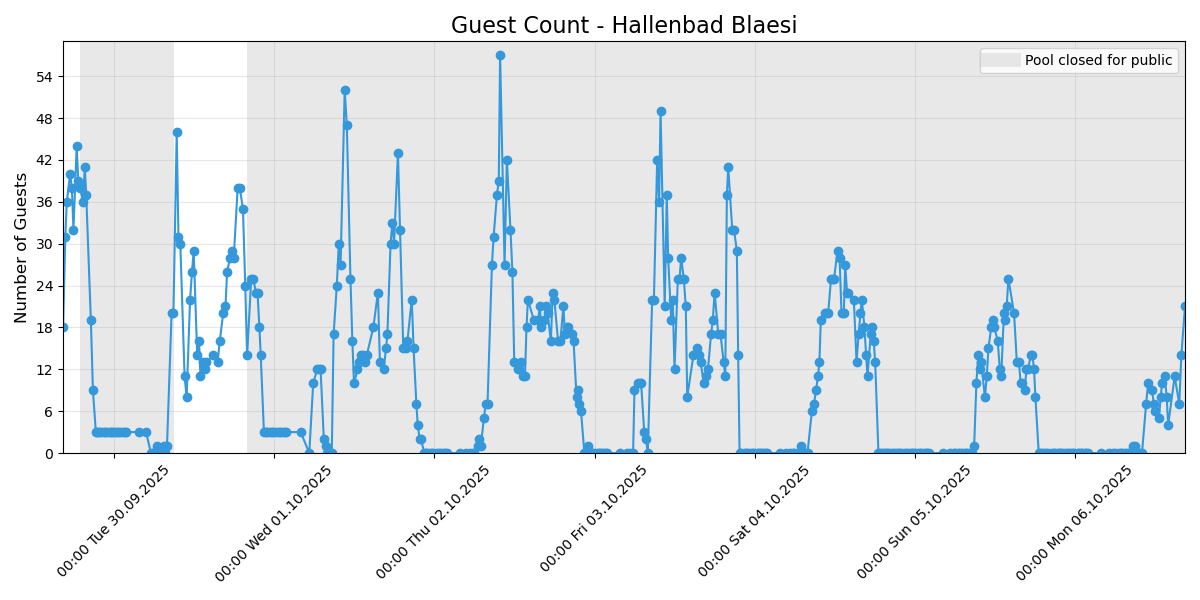 Guest Count - Hallenbad Blaesi
Pool closed for public
Number of Guests
54
48
42
36
30
24
18
12
6
0
00:00 Tue 30.09.2025
00:00 Wed 01.10.2025
00:00 Thu 02.10.2025
00:00 Fri 03.10.2025
00:00 Sat 04.10.2025
00:00 Sun 05.10.2025
00:00 Mon 06.10.2025